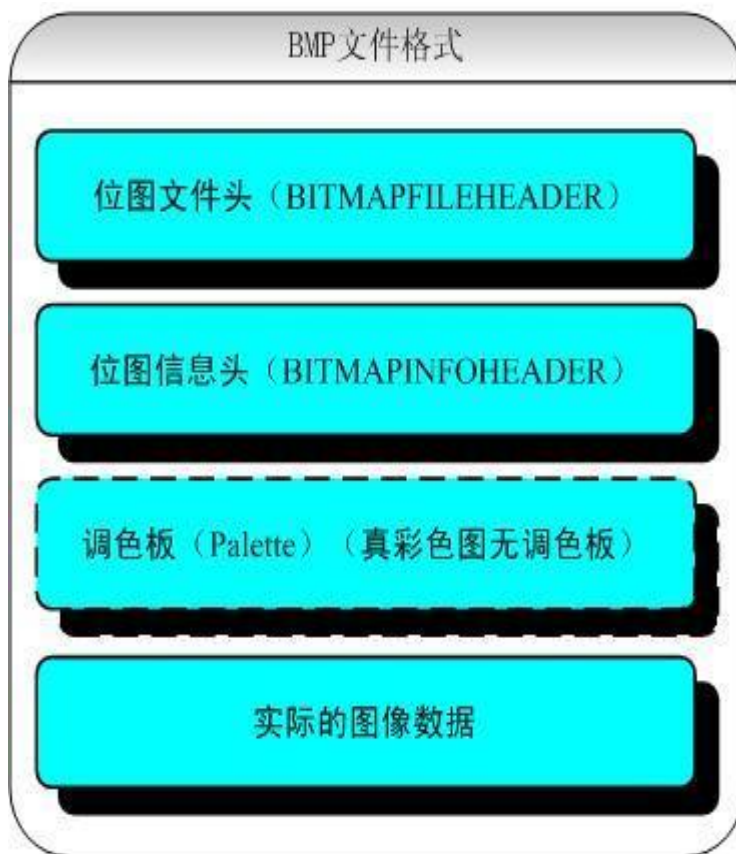 BMP文件格式
位图文件头（BITMAPFILEHEADER）
位图信息头（BITMAPINFOHEADER）
调色板（Palette）（真彩色图无调色板）
实际的图像数据